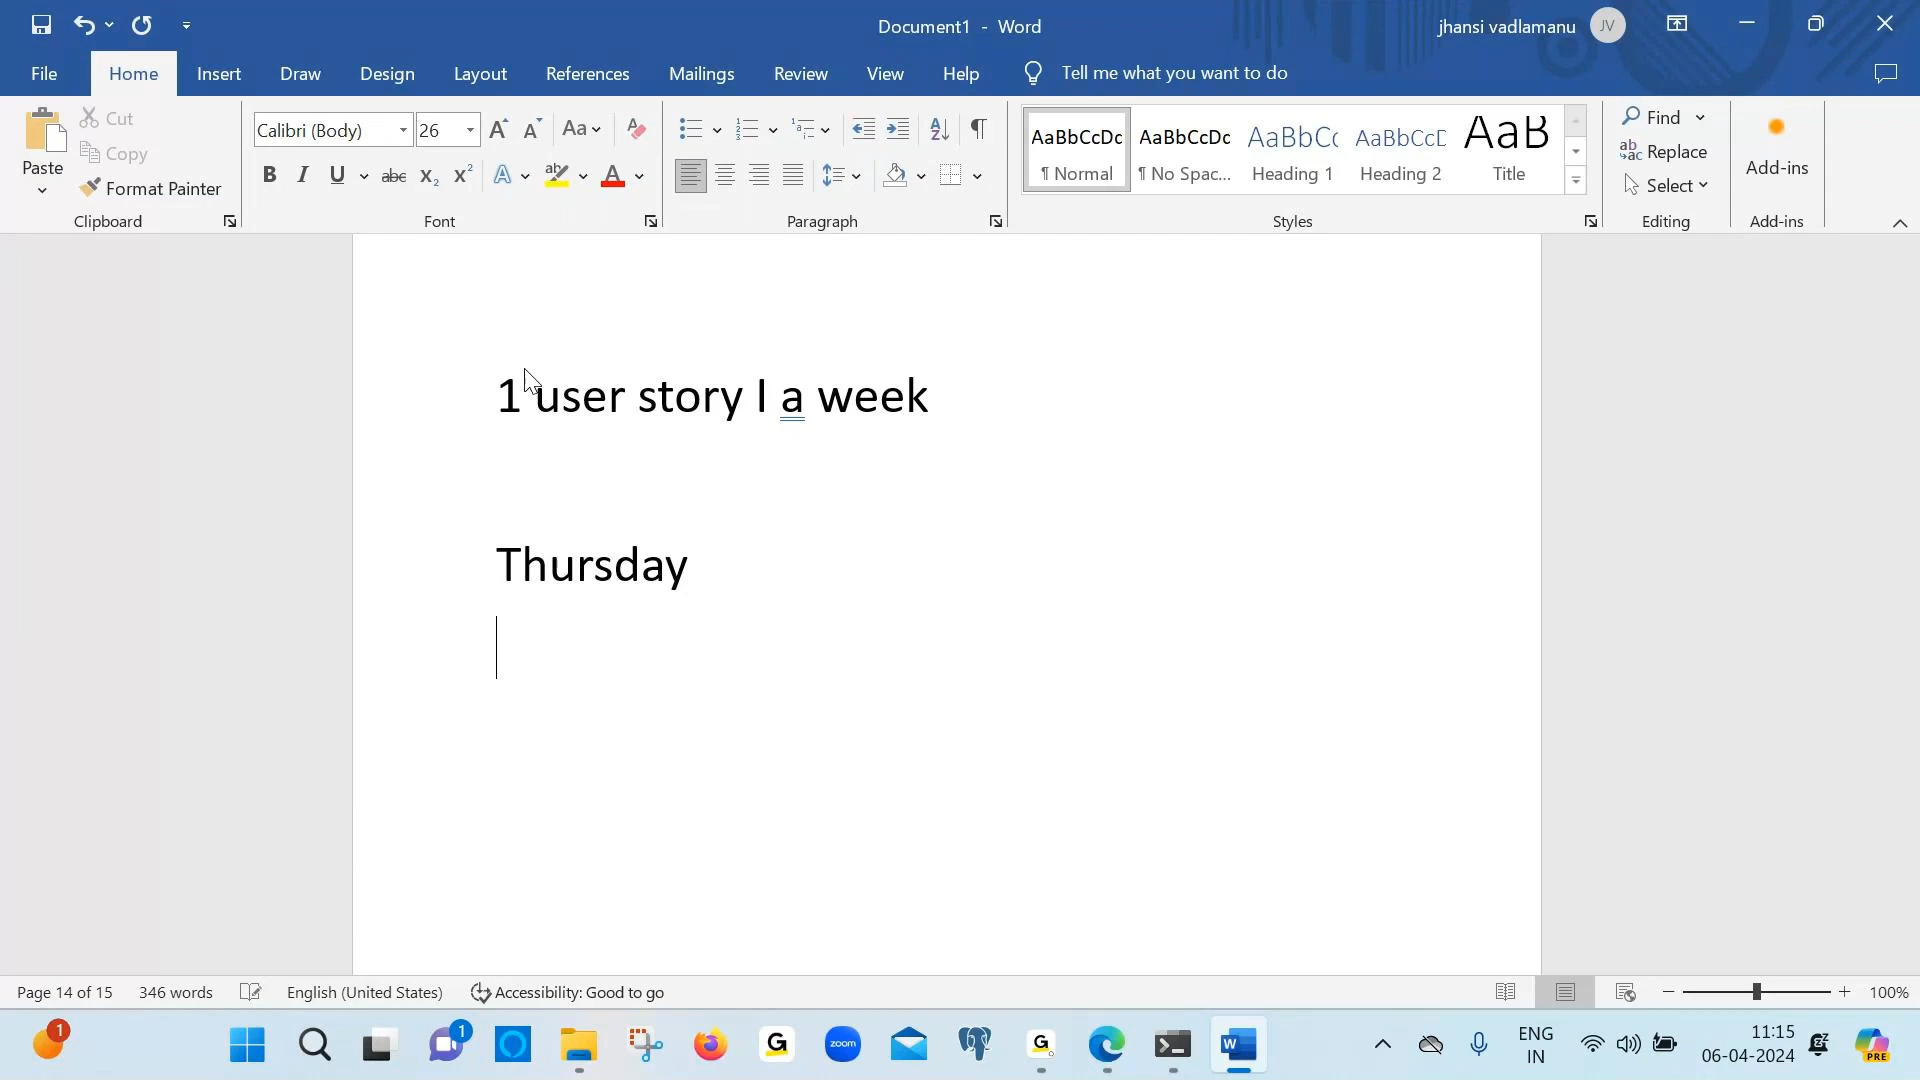 Document1 - Word
jhansi vadlamanu JV
File Home Insert Draw Design Layout References Mailings Review View Help Tell me what you want to do
Paste
Cut
Copy
Format Painter
Clipboard
Calibri (Body) 26
Font
Paragraph
AaBbCcDc AaBbCcDc AaBbCc AaBbCcE AaB
¶ Normal ¶ No Spac... Heading 1 Heading 2 Title
Styles
Find
Replace
Select
Editing
Add-ins
Add-ins
1 user story I a week
Thursday
Page 14 of 15 346 words English (United States) Accessibility: Good to go 100%
1
1
zoom
ENG
IN
11:15
06-04-2024
PRE